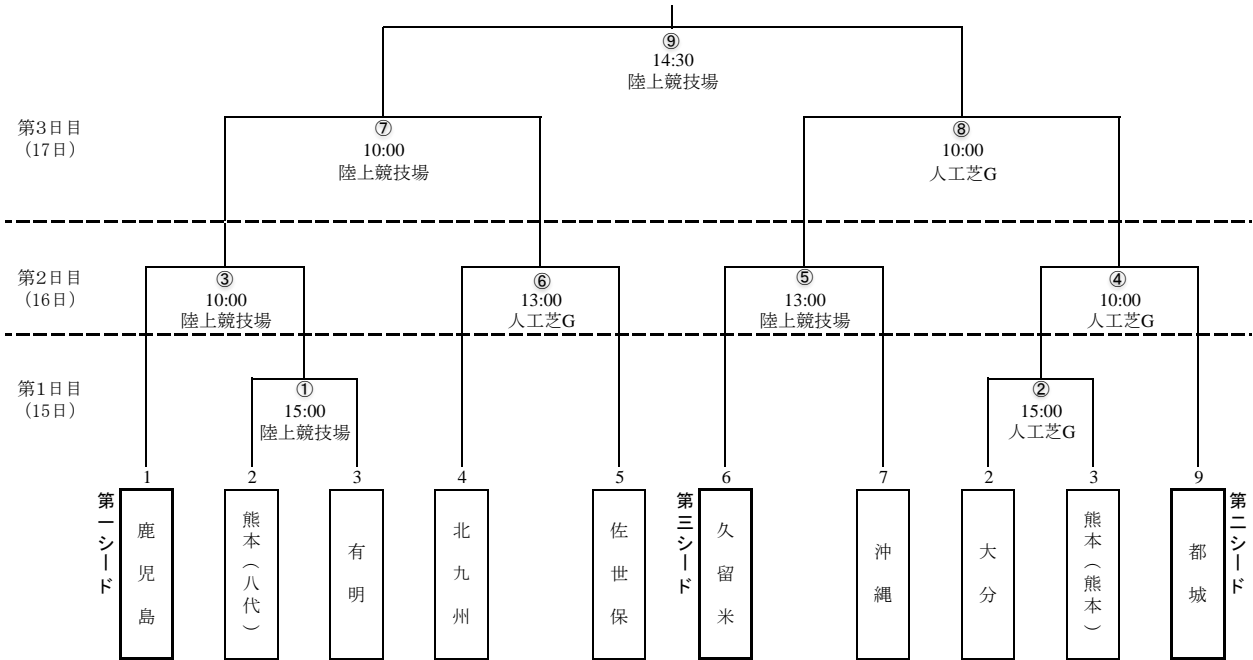 ⑨
14:30
陸上競技場
第3日目
(17日)
⑦
10:00
陸上競技場
⑧
10:00
人工芝G
第2日目
(16日)
③
10:00
陸上競技場
⑥
13:00
人工芝G
⑤
13:00
陸上競技場
④
10:00
人工芝G
第1日目
(15日)
①
15:00
陸上競技場
②
15:00
人工芝G
1
2
3
4
5
6
7
2
3
9
第一シード
鹿児島
熊本(八代)
有明
北九州
佐世保
第三シード
久留米
沖縄
大分
熊本(熊本)
都城
第二シード